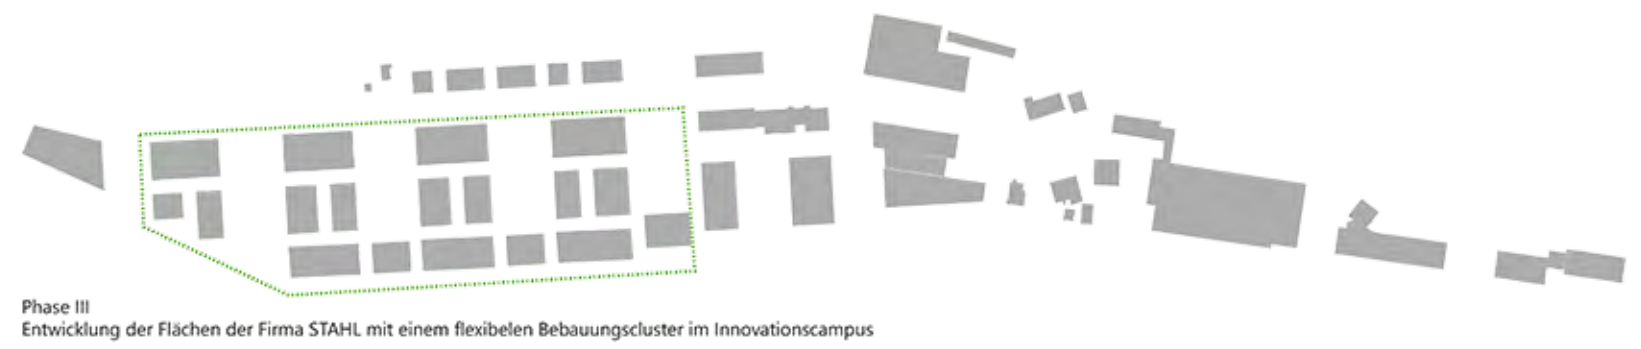 Phase III
Entwicklung der Flächen der Firma STAHL mit einem flexibelen Bebauungscluster im Innovationscampus